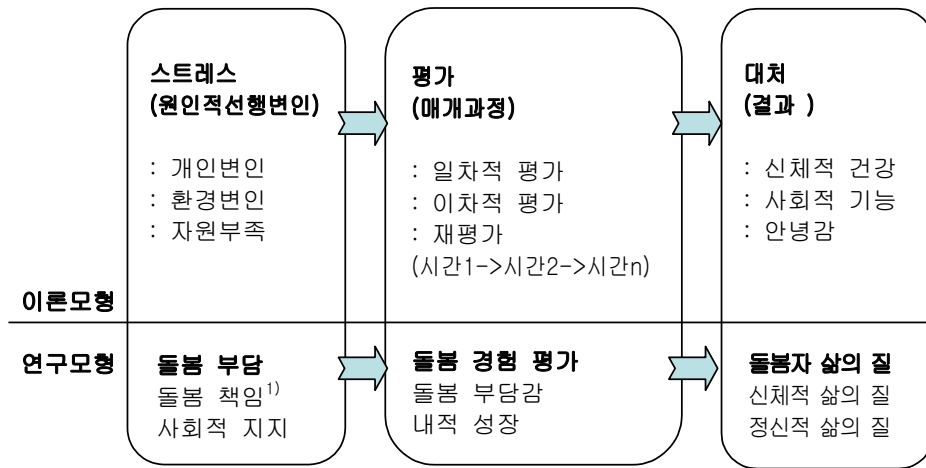 스트레스
(원인적선행변인)
: 개인변인
: 환경변인
: 자원부족
평가
(매개과정)
: 일차적 평가
: 이차적 평가
: 재평가
(시간1->시간2->시간n)
대처
(결과 )
: 신체적 건강
: 사회적 기능
: 안녕감
이론모형
연구모형
돌봄 부담
돌봄 책임1)
사회적 지지
돌봄 경험 평가
돌봄 부담감
내적 성장
돌봄자 삶의 질
신체적 삶의 질
정신적 삶의 질